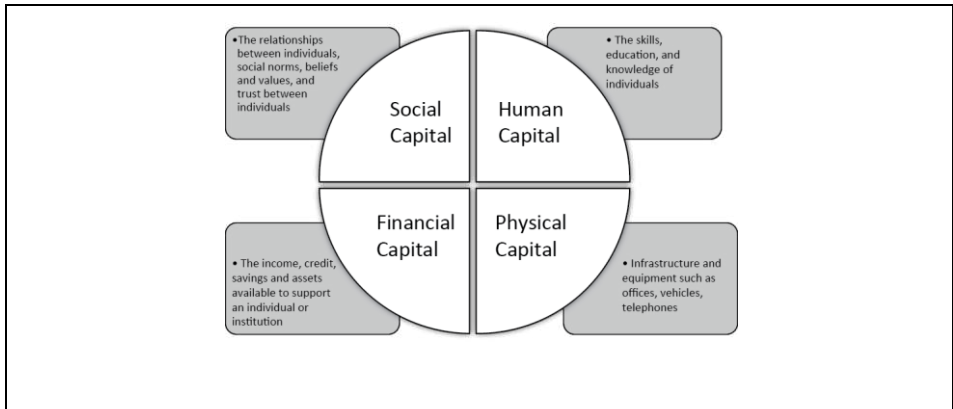 •The relationships
between individuals,
social norms, beliefs
and values, and
trust between
individuals
Social
Capital
Human
Capital
• The skills,
education, and
knowledge of
individuals
Financial
Capital
Physical
Capital
• The income, credit,
savings and assets
available to support
an individual or
institution
• Infrastructure and
equipment such as
offices, vehicles,
telephones